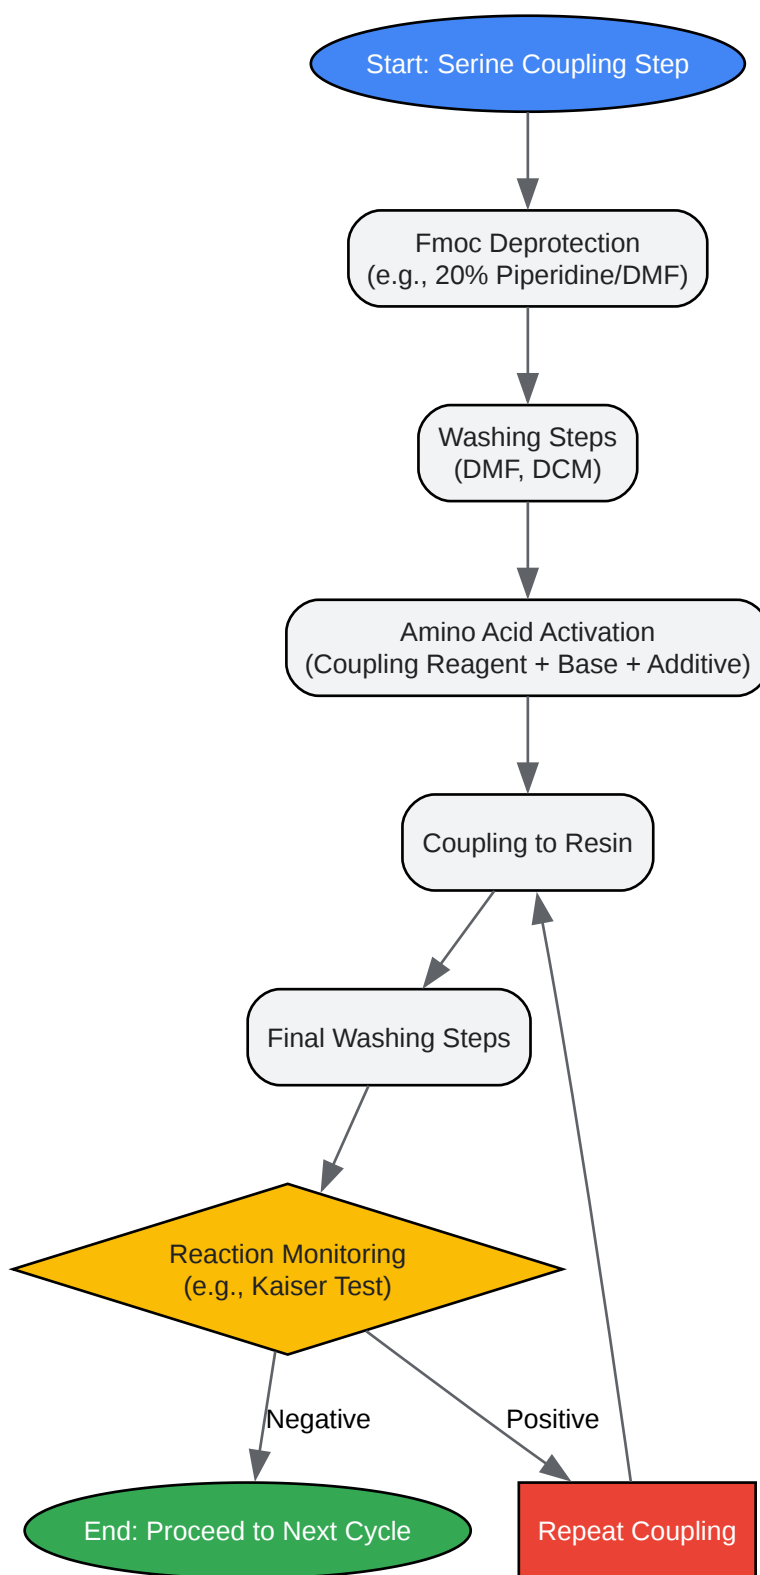 Start: Serine Coupling Step
Fmoc Deprotection
(e.g., 20% Piperidine/DMF)
Washing Steps
(DMF, DCM)
Amino Acid Activation
(Coupling Reagent + Base + Additive)
Coupling to Resin
Final Washing Steps
Reaction Monitoring
(e.g., Kaiser Test)
Negative
Positive
End: Proceed to Next Cycle
Repeat Coupling